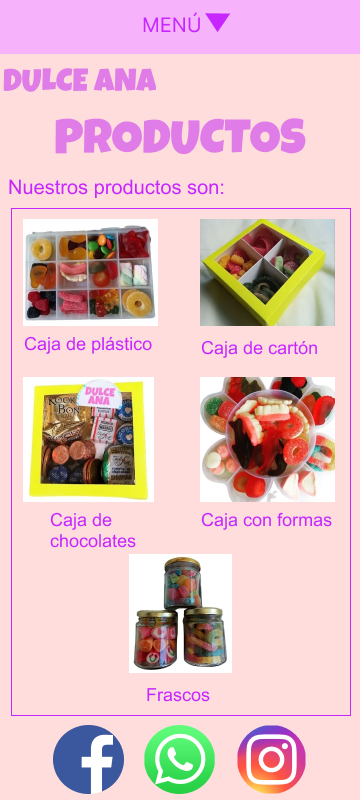 MENÚ
DULCE ANA
PRODUCTOS
Nuestros productos son:
Caja de plástico
Caja de cartón
DULCE
ANA
Caja de
chocolates
Caja con formas
Frascos